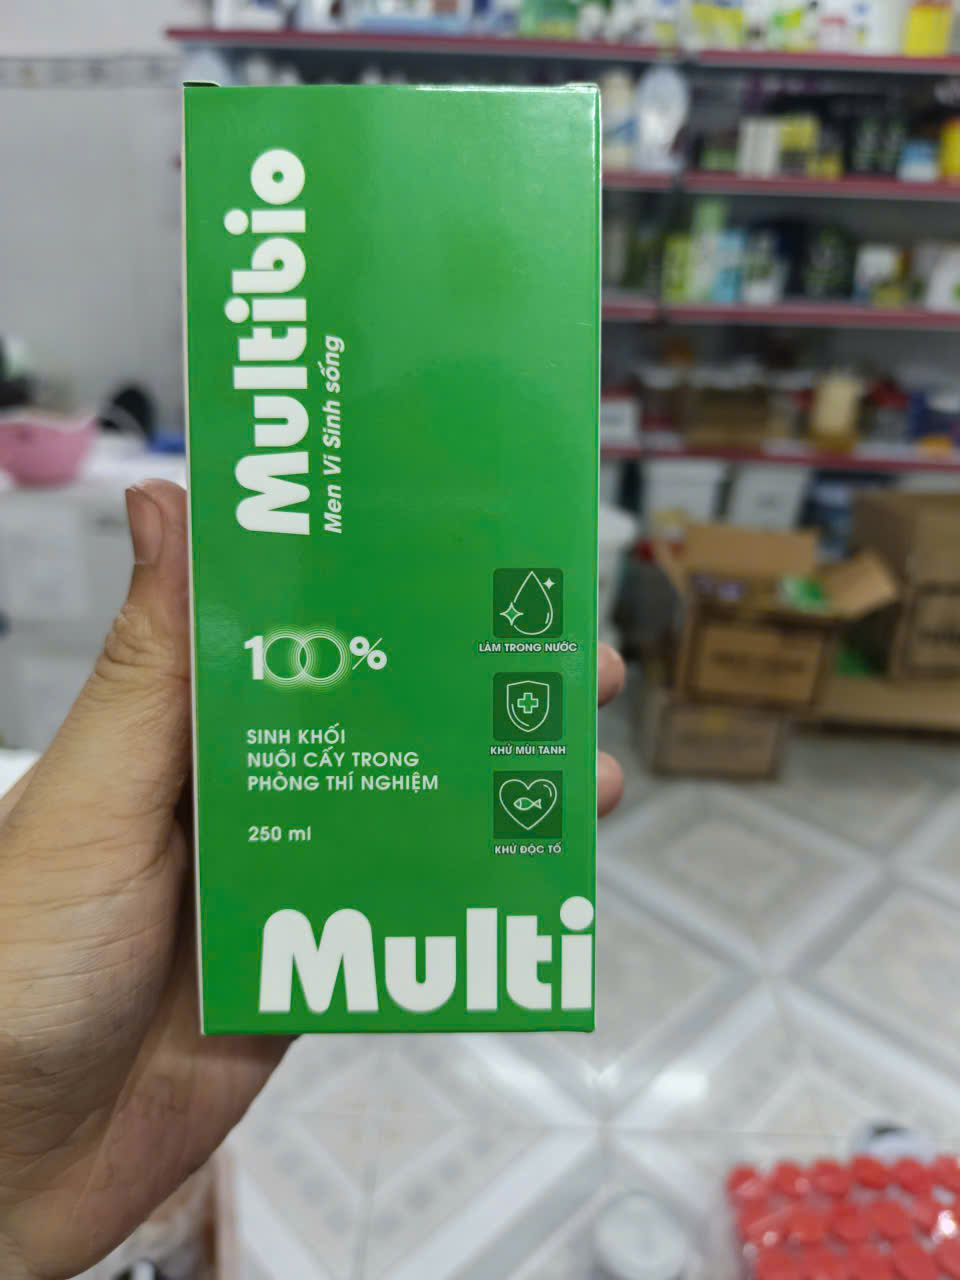 Multibio
Men Vi Sinh sống
100%
SINH KHỐI
NUÔI CẤY TRONG
PHÒNG THÍ NGHIỆM
250 ml
LÀM TRONG NƯỚC
KHỬ MÙI TANH
KHỬ ĐỘC TỐ
Multi